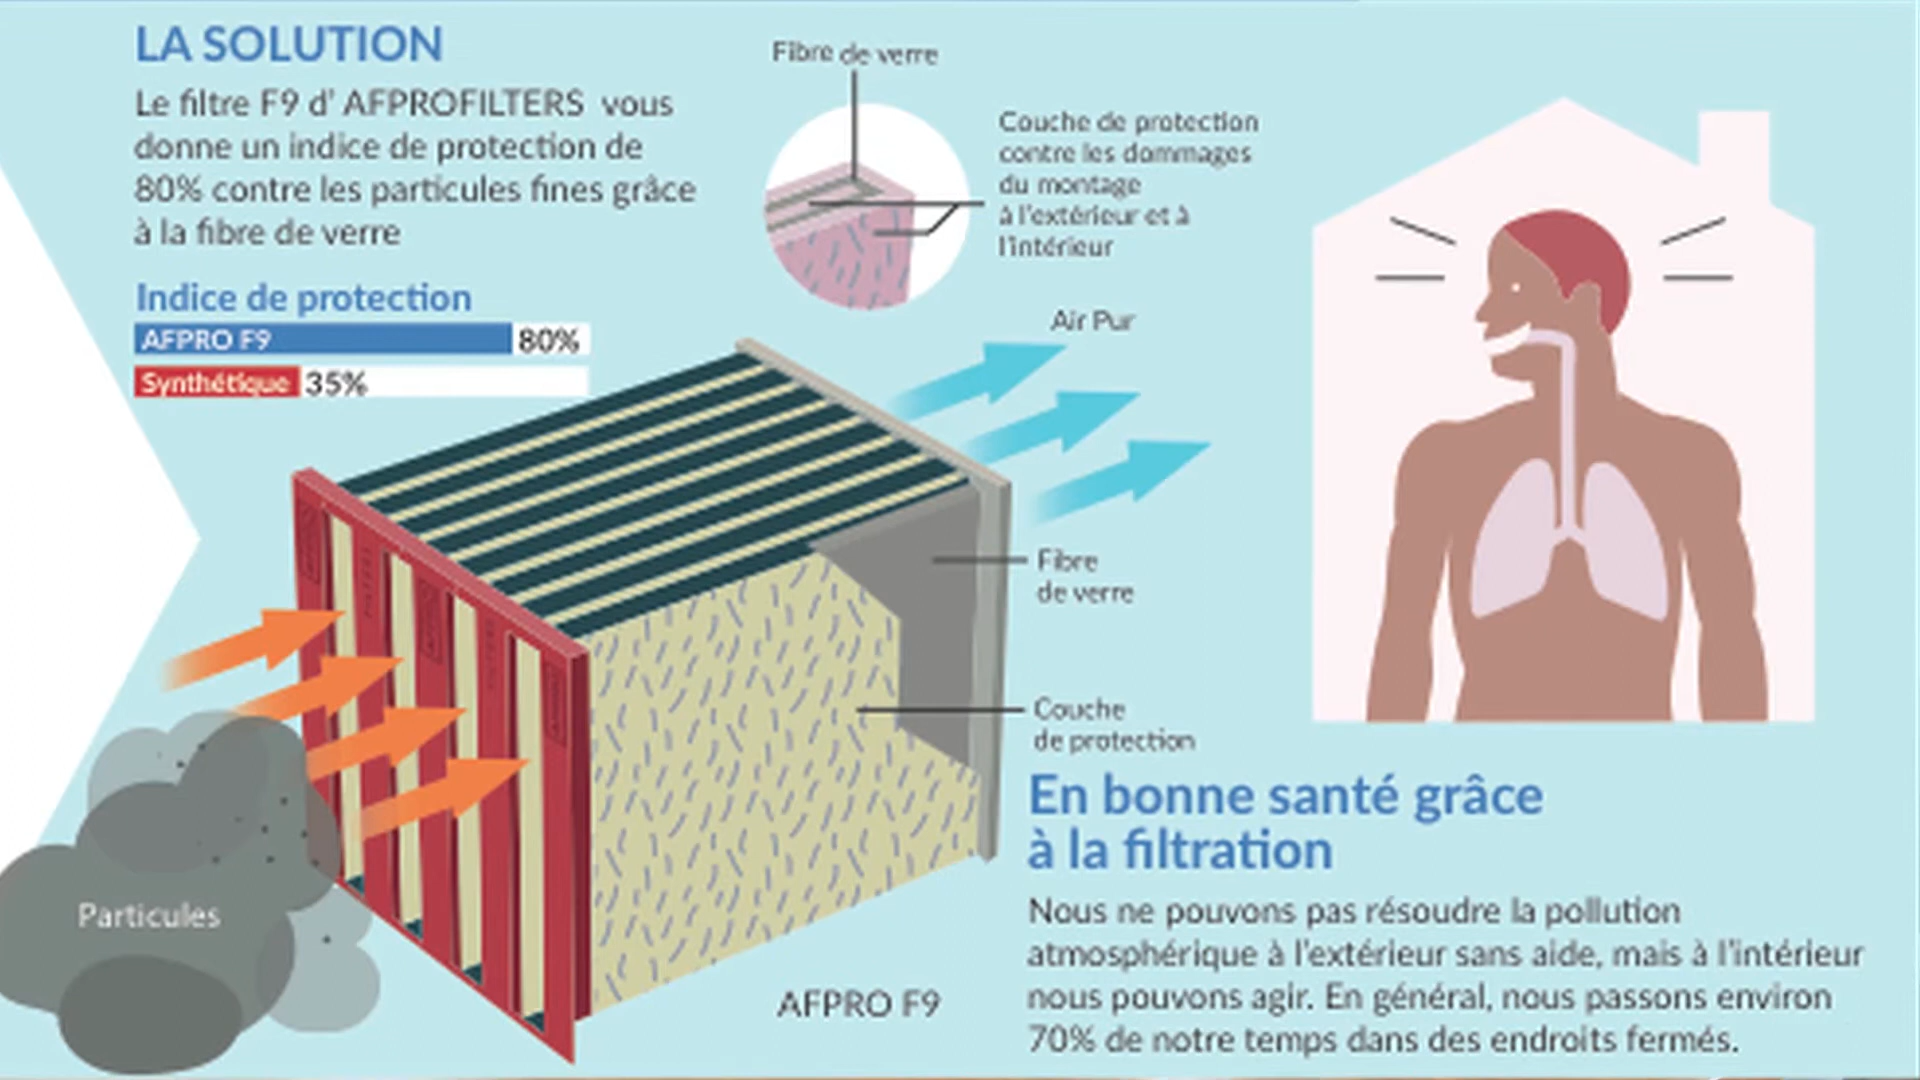 LA SOLUTION
Le filtre F9 d' AFPROFILTERS vous
donne un indice de protection de
80% contre les particules fines grâce
à la fibre de verre
Indice de protection
AFPRO F9 80%
Synthétique 35%
Fibre de verre
Couche de protection
contre les dommages
du montage
à l'extérieur et à
l'intérieur
Air Pur
Fibre
de verre
Couche
de protection
Particules
AFPRO F9
En bonne santé grâce
à la filtration
Nous ne pouvons pas résoudre la pollution
atmosphérique à l'extérieur sans aide, mais à l'intérieur
nous pouvons agir. En général, nous passons environ
70% de notre temps dans des endroits fermés.